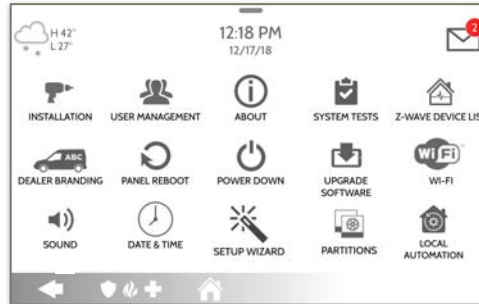 H 42°
L 27°
12:18 PM
12/17/18
2
INSTALLATION
USER MANAGEMENT
ABOUT
SYSTEM TESTS
Z-WAVE DEVICE LIS
ABC
DEALER BRANDING
PANEL REBOOT
POWER DOWN
UPGRADE
SOFTWARE
WiFi
WI-FI
SOUND
DATE & TIME
SETUP WIZARD
PARTITIONS
LOCAL
AUTOMATION